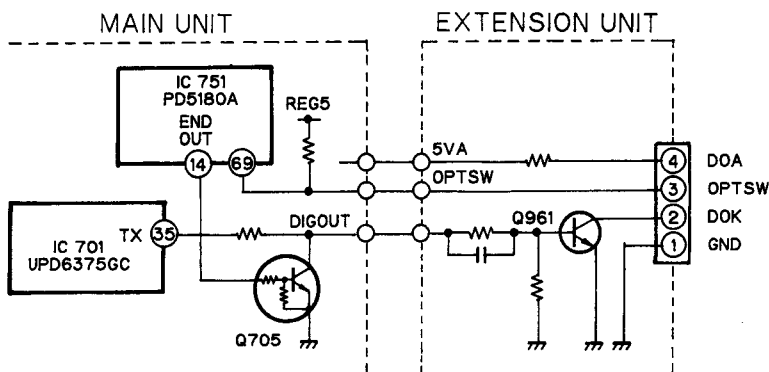 MAIN UNIT
EXTENSION UNIT
IC 751
PD5180A
END
OUT
14
69
REG5
5VA
OPTSW
4
DOA
3
OPTSW
2
DOK
1
GND
IC 701
UPD6375GC
TX
35
DIGOUT
Q961
Q705